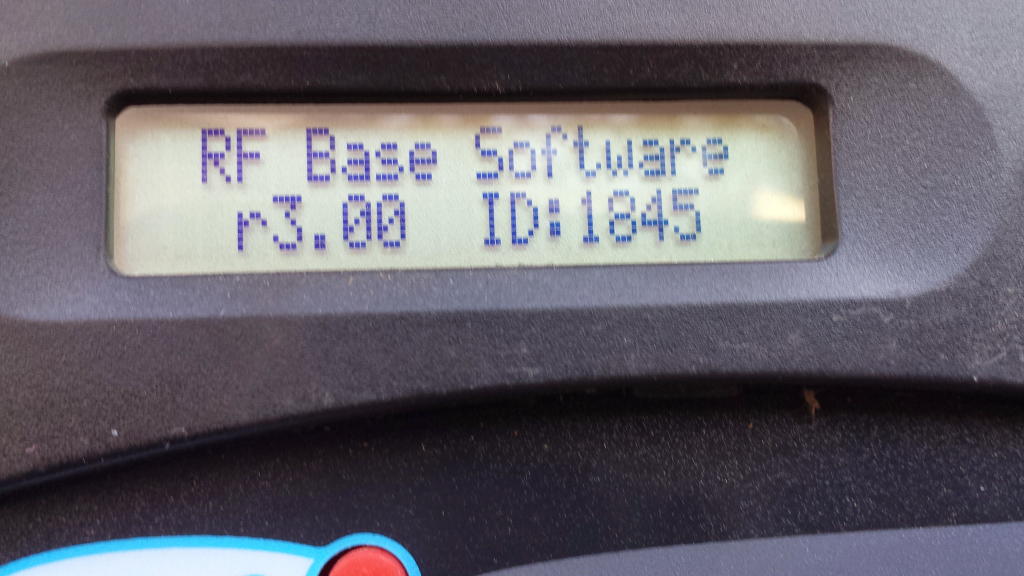 RF Base Software
r3.00 ID:1845